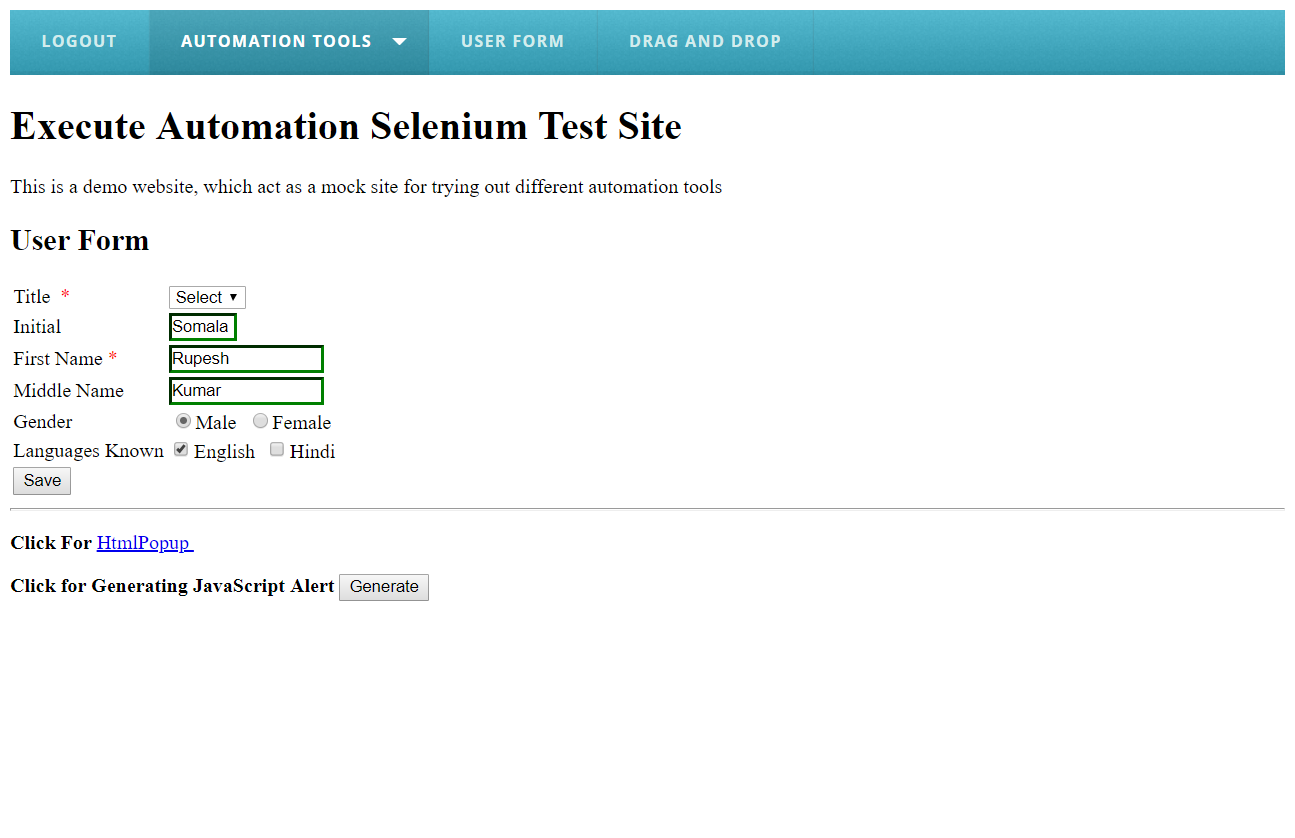 LOGOUT AUTOMATION TOOLS USER FORM DRAG AND DROP
Execute Automation Selenium Test Site
This is a demo website, which act as a mock site for trying out different automation tools
User Form
Title * Select
Initial Somala
First Name * Rupesh
Middle Name Kumar
Gender Male Female
Languages Known English Hindi
Save
Click For HtmlPopup
Click for Generating JavaScript Alert Generate